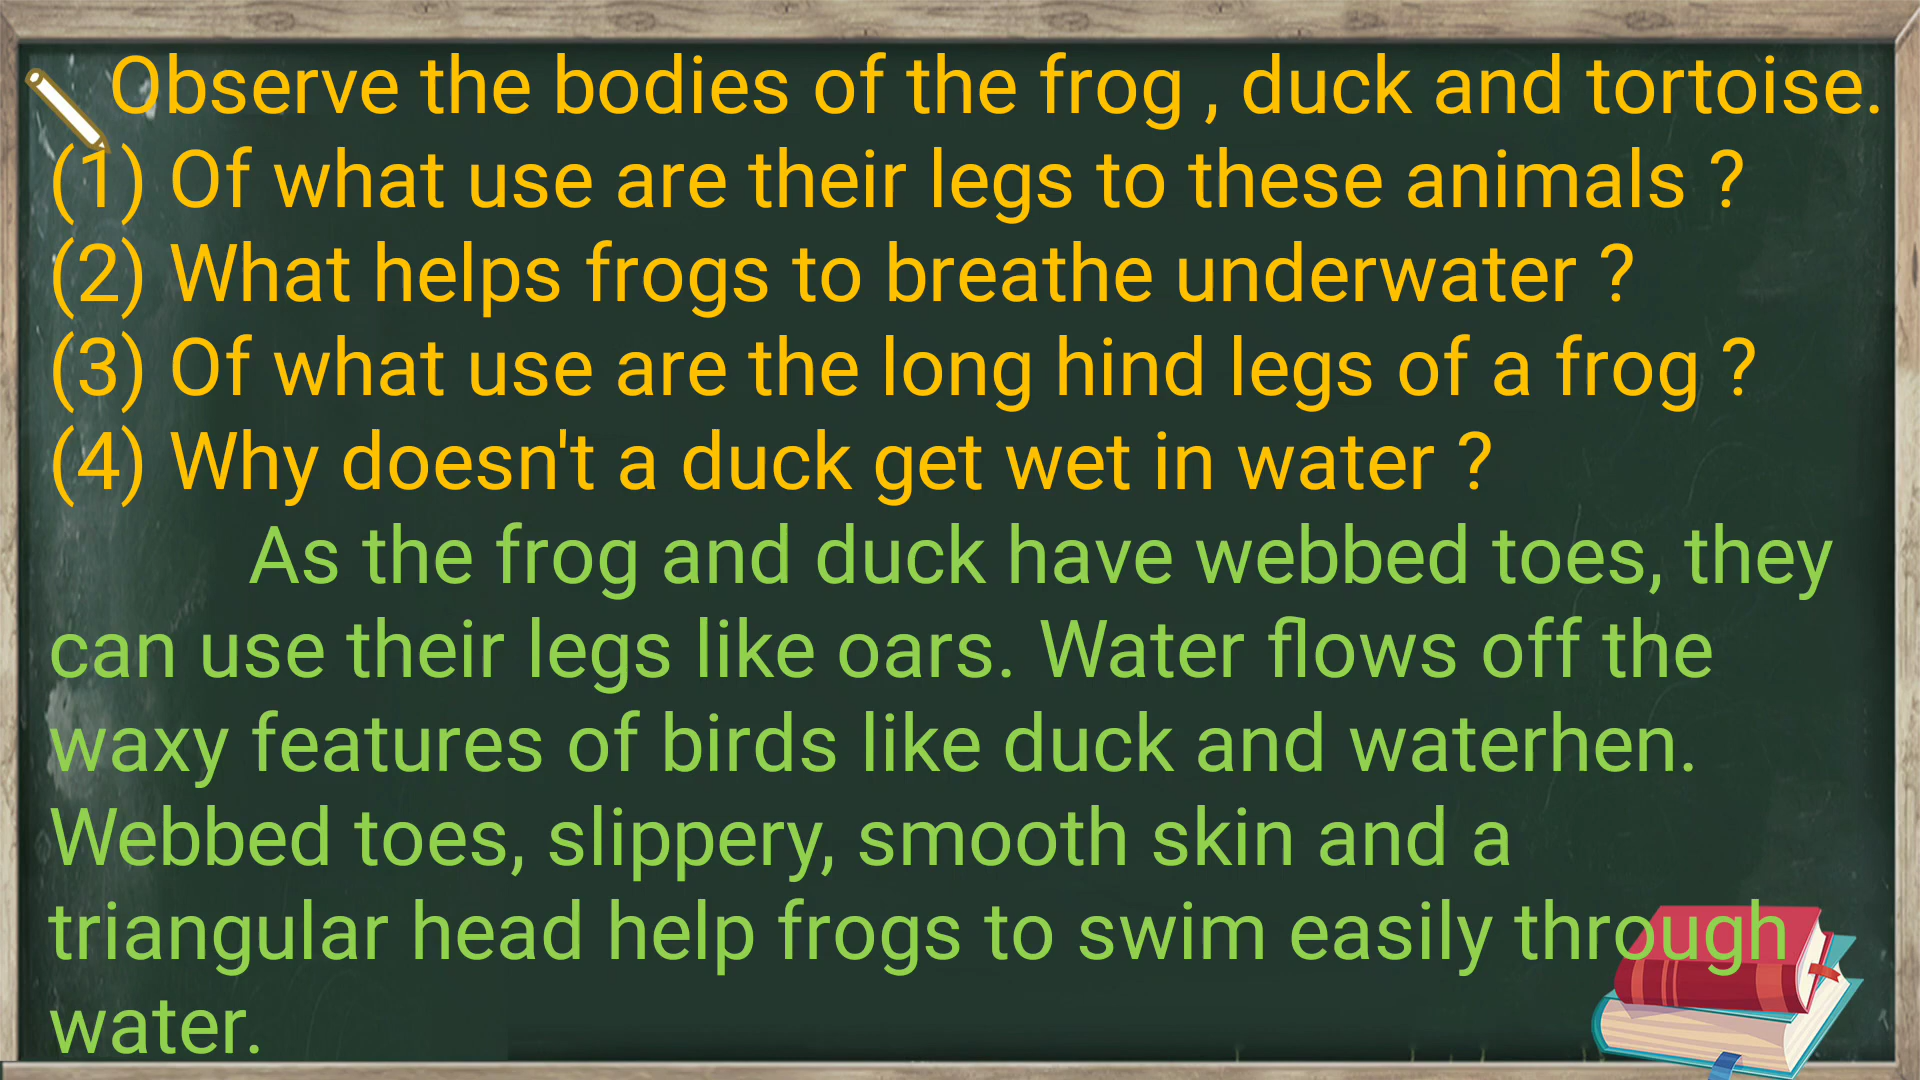 Observe the bodies of the frog , duck and tortoise.
(1) Of what use are their legs to these animals ?
(2) What helps frogs to breathe underwater ?
(3) Of what use are the long hind legs of a frog ?
(4) Why doesn't a duck get wet in water ?
As the frog and duck have webbed toes, they
can use their legs like oars. Water flows off the
waxy features of birds like duck and waterhen.
Webbed toes, slippery, smooth skin and a
triangular head help frogs to swim easily through
water.